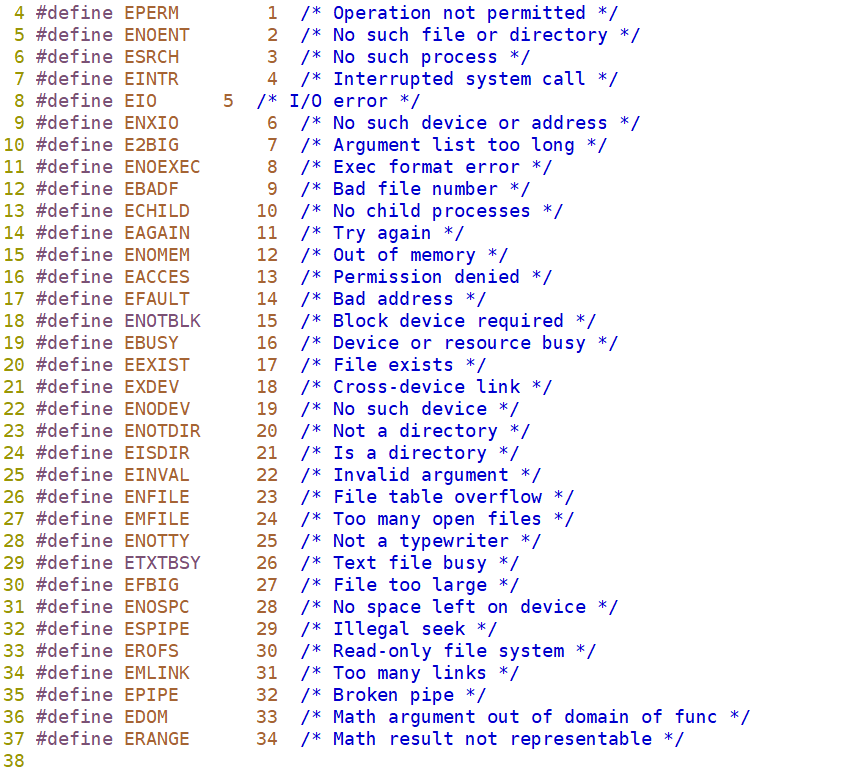 4 #define EPERM        1  /* Operation not permitted */
5 #define ENOENT       2  /* No such file or directory */
6 #define ESRCH        3  /* No such process */
7 #define EINTR        4  /* Interrupted system call */
8 #define EIO      5  /* I/O error */
9 #define ENXIO        6  /* No such device or address */
10 #define E2BIG        7  /* Argument list too long */
11 #define ENOEXEC      8  /* Exec format error */
12 #define EBADF        9  /* Bad file number */
13 #define ECHILD      10  /* No child processes */
14 #define EAGAIN      11  /* Try again */
15 #define ENOMEM      12  /* Out of memory */
16 #define EACCES      13  /* Permission denied */
17 #define EFAULT      14  /* Bad address */
18 #define ENOTBLK     15  /* Block device required */
19 #define EBUSY       16  /* Device or resource busy */
20 #define EEXIST      17  /* File exists */
21 #define EXDEV       18  /* Cross-device link */
22 #define ENODEV      19  /* No such device */
23 #define ENOTDIR     20  /* Not a directory */
24 #define EISDIR      21  /* Is a directory */
25 #define EINVAL      22  /* Invalid argument */
26 #define ENFILE      23  /* File table overflow */
27 #define EMFILE      24  /* Too many open files */
28 #define ENOTTY      25  /* Not a typewriter */
29 #define ETXTBSY     26  /* Text file busy */
30 #define EFBIG       27  /* File too large */
31 #define ENOSPC      28  /* No space left on device */
32 #define ESPIPE      29  /* Illegal seek */
33 #define EROFS       30  /* Read-only file system */
34 #define EMLINK      31  /* Too many links */
35 #define EPIPE       32  /* Broken pipe */
36 #define EDOM        33  /* Math argument out of domain of func */
37 #define ERANGE      34  /* Math result not representable */
38